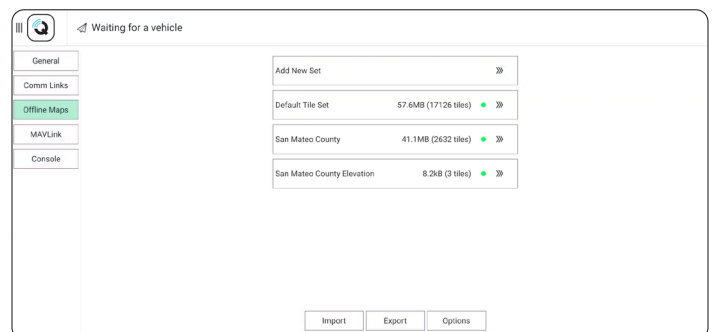 Waiting for a vehicle
General
Comm Links
Offline Maps
MAVLink
Console
Add New Set
Default Tile Set 57.6MB (17126 tiles)
San Mateo County 41.1MB (2632 tiles)
San Mateo County Elevation 8.2kB (3 tiles)
Import Export Options